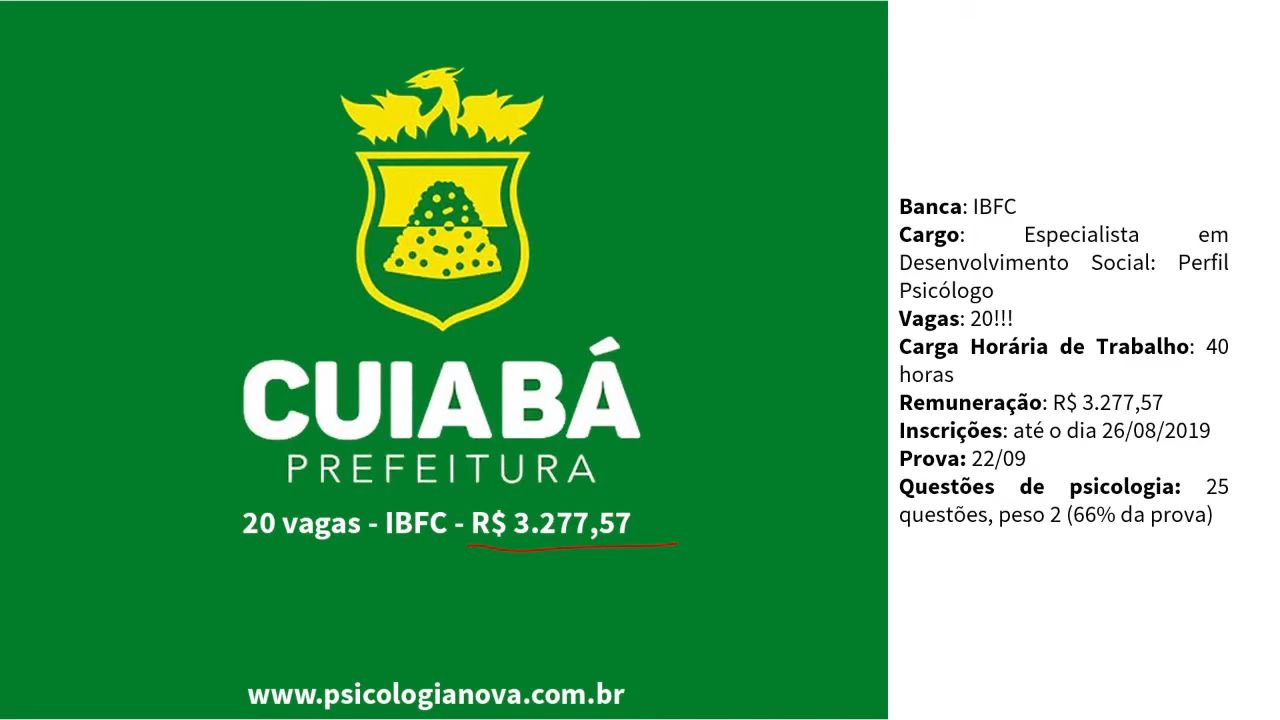 CUIABÁ
PREFEITURA
20 vagas - IBFC - R$ 3.277,57
www.psicologianova.com.br
Banca: IBFC
Cargo: Especialista em
Desenvolvimento Social: Perfil
Psicólogo
Vagas: 20!!!
Carga Horária de Trabalho: 40
horas
Remuneração: R$ 3.277,57
Inscrições: até o dia 26/08/2019
Prova: 22/09
Questões de psicologia: 25
questões, peso 2 (66% da prova)